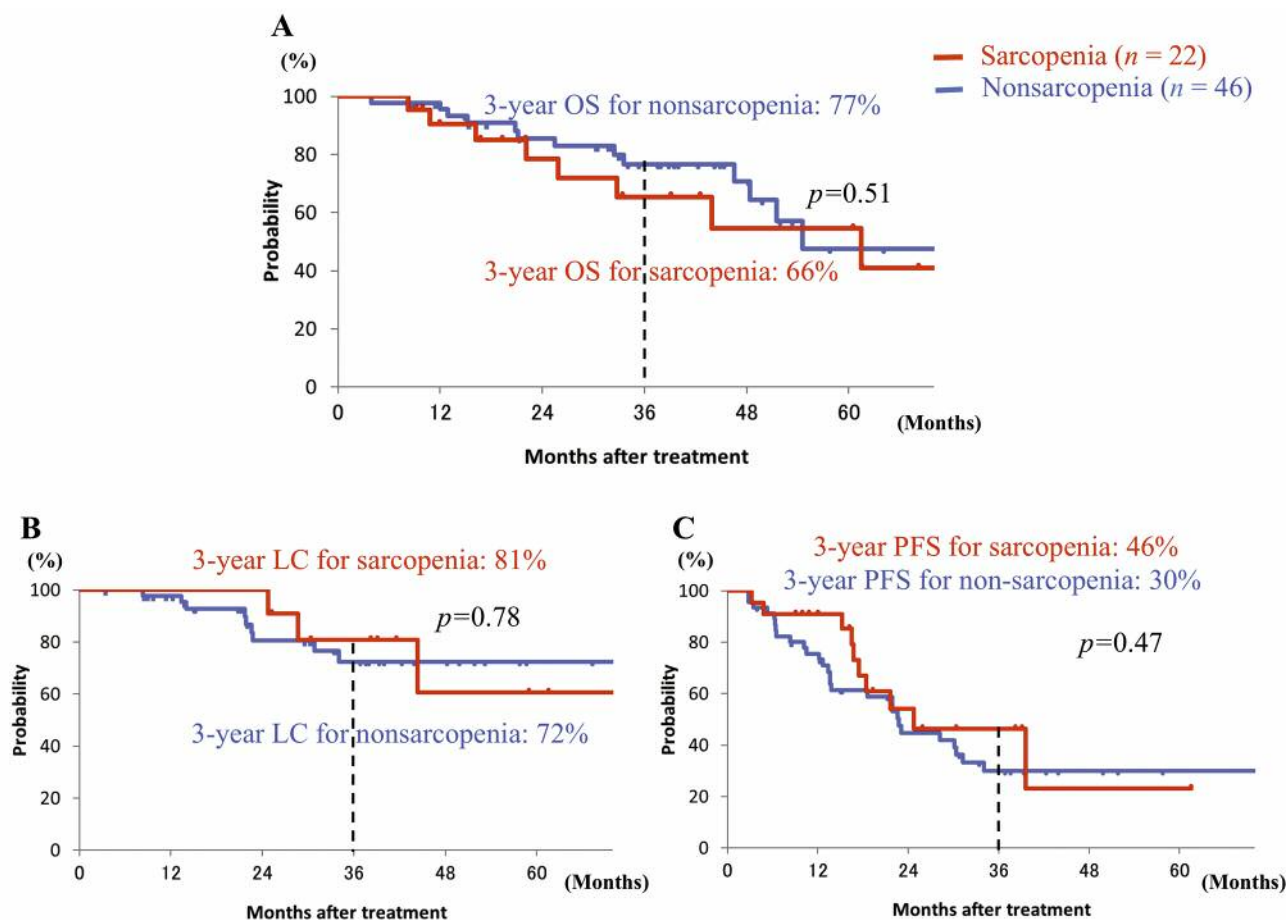 A
(%)
Sarcopenia (n = 22)
Nonsarcopenia (n = 46)
100
80
60
40
20
0
Probability
3-year OS for nonsarcopenia: 77%
p=0.51
3-year OS for sarcopenia: 66%
0 12 24 36 48 60 (Months)
Months after treatment
B
(%)
3-year LC for sarcopenia: 81%
100
80
60
40
20
0
Probability
p=0.78
3-year LC for nonsarcopenia: 72%
0 12 24 36 48 60 (Months)
Months after treatment
C
(%)
3-year PFS for sarcopenia: 46%
3-year PFS for non-sarcopenia: 30%
100
80
60
40
20
0
Probability
p=0.47
0 12 24 36 48 60 (Months)
Months after treatment